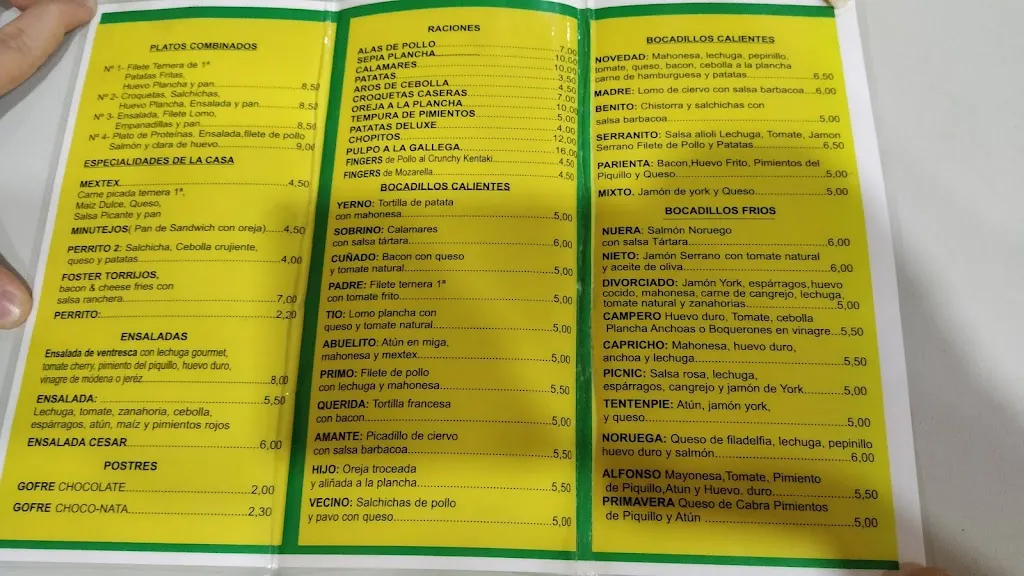 PLATOS COMBINADOS
Nº 1- Filete Ternera de 1ª
Patatas Fritas,
Huevo Plancha y pan....8,50
Nº 2- Croquetas, Salchichas,
Huevo Plancha, Ensalada y pan....8,50
Nº 3- Ensalada, Filete Lomo,
Empanadillas y pan....8,50
Nº 4- Plato de Proteínas, Ensalada,filete de pollo
Salmón y clara de huevo....9,00
ESPECIALIDADES DE LA CASA
MEXTEX....4,50
Carne picada ternera 1ª,
Maiz Dulce, Queso,
Salsa Picante y pan
MINUTEJOS( Pan de Sandwich con oreja).....4,50
PERRITO 2: Salchicha, Cebolla crujiente,
queso y patatas....4,00
FOSTER TORRIJOS,
bacon & cheese fries con
salsa ranchera....7,00
PERRITO:....2,20
ENSALADAS
Ensalada de ventresca con lechuga gourmet,
tomate cherry, pimiento del piquillo, huevo duro,
vinagre de módena o jeréz....8,00
ENSALADA:....5,50
Lechuga, tomate, zanahoria, cebolla,
espárragos, atún, maíz y pimientos rojos
ENSALADA CESAR....6,00
POSTRES
GOFRE CHOCOLATE....2,00
GOFRE CHOCO-NATA....2,30
RACIONES
ALAS DE POLLO....7,00
SEPIA PLANCHA....10,00
CALAMARES....10,00
PATATAS....3,50
AROS DE CEBOLLA....4,50
CROQUETAS CASERAS....7,00
OREJA A LA PLANCHA....10,00
TEMPURA DE PIMIENTOS....5,00
PATATAS DELUXE....4,00
CHOPITOS....12,00
PULPO A LA GALLEGA....16,00
FINGERS de Pollo al Crunchy Kentaki....4,50
FINGERS de Mozarella....4,50
BOCADILLOS CALIENTES
YERNO: Tortilla de patata
con mahonesa....5,00
SOBRINO: Calamares
con salsa tártara....6,00
CUÑADO: Bacon con queso
y tomate natural....5,00
PADRE: Filete ternera 1ª
con tomate frito....5,00
TIO: Lomo plancha con
queso y tomate natural....5,00
ABUELITO: Atún en miga,
mahonesa y mextex....5,00
PRIMO: Filete de pollo
con lechuga y mahonesa....5,50
QUERIDA: Tortilla francesa
con bacon....5,00
AMANTE: Picadillo de ciervo
con salsa barbacoa....5,50
HIJO: Oreja troceada
y aliñada a la plancha....5,50
VECINO: Salchichas de pollo
y pavo con queso....5,00
BOCADILLOS CALIENTES
NOVEDAD: Mahonesa, lechuga, pepinillo,
tomate, queso, bacon, cebolla a la plancha
carne de hamburguesa y patatas....6,50
MADRE: Lomo de ciervo con salsa barbacoa...6,00
BENITO: Chistorra y salchichas con
salsa barbacoa....5,00
SERRANITO: Salsa alioli Lechuga, Tomate, Jamon
Serrano Filete de Pollo y Patatas....6,50
PARIENTA: Bacon,Huevo Frito, Pimientos del
Piquillo y Queso....5,00
MIXTO. Jamón de york y Queso....5,00
BOCADILLOS FRIOS
NUERA: Salmón Noruego
con salsa Tártara....6,00
NIETO: Jamón Serrano con tomate natural
y aceite de oliva....6,00
DIVORCIADO: Jamón York, espárragos,huevo
cocido, mahonesa, carne de cangrejo, lechuga,
tomate natural y zanahorias....5,00
CAMPERO Huevo duro, Tomate, cebolla
Plancha Anchoas o Boquerones en vinagre...5,50
CAPRICHO: Mahonesa, huevo duro,
anchoa y lechuga....5,50
PICNIC: Salsa rosa, lechuga,
espárragos, cangrejo y jamón de York....5,00
TENTENPIE: Atún, jamón york,
y queso....5,00
NORUEGA: Queso de filadelfia, lechuga, pepinillo
huevo duro y salmón....6,00
ALFONSO Mayonesa,Tomate, Pimiento
de Piquillo,Atun y Huevo. duro....5,50
PRIMAVERA Queso de Cabra Pimientos
de Piquillo y Atún ....5,00